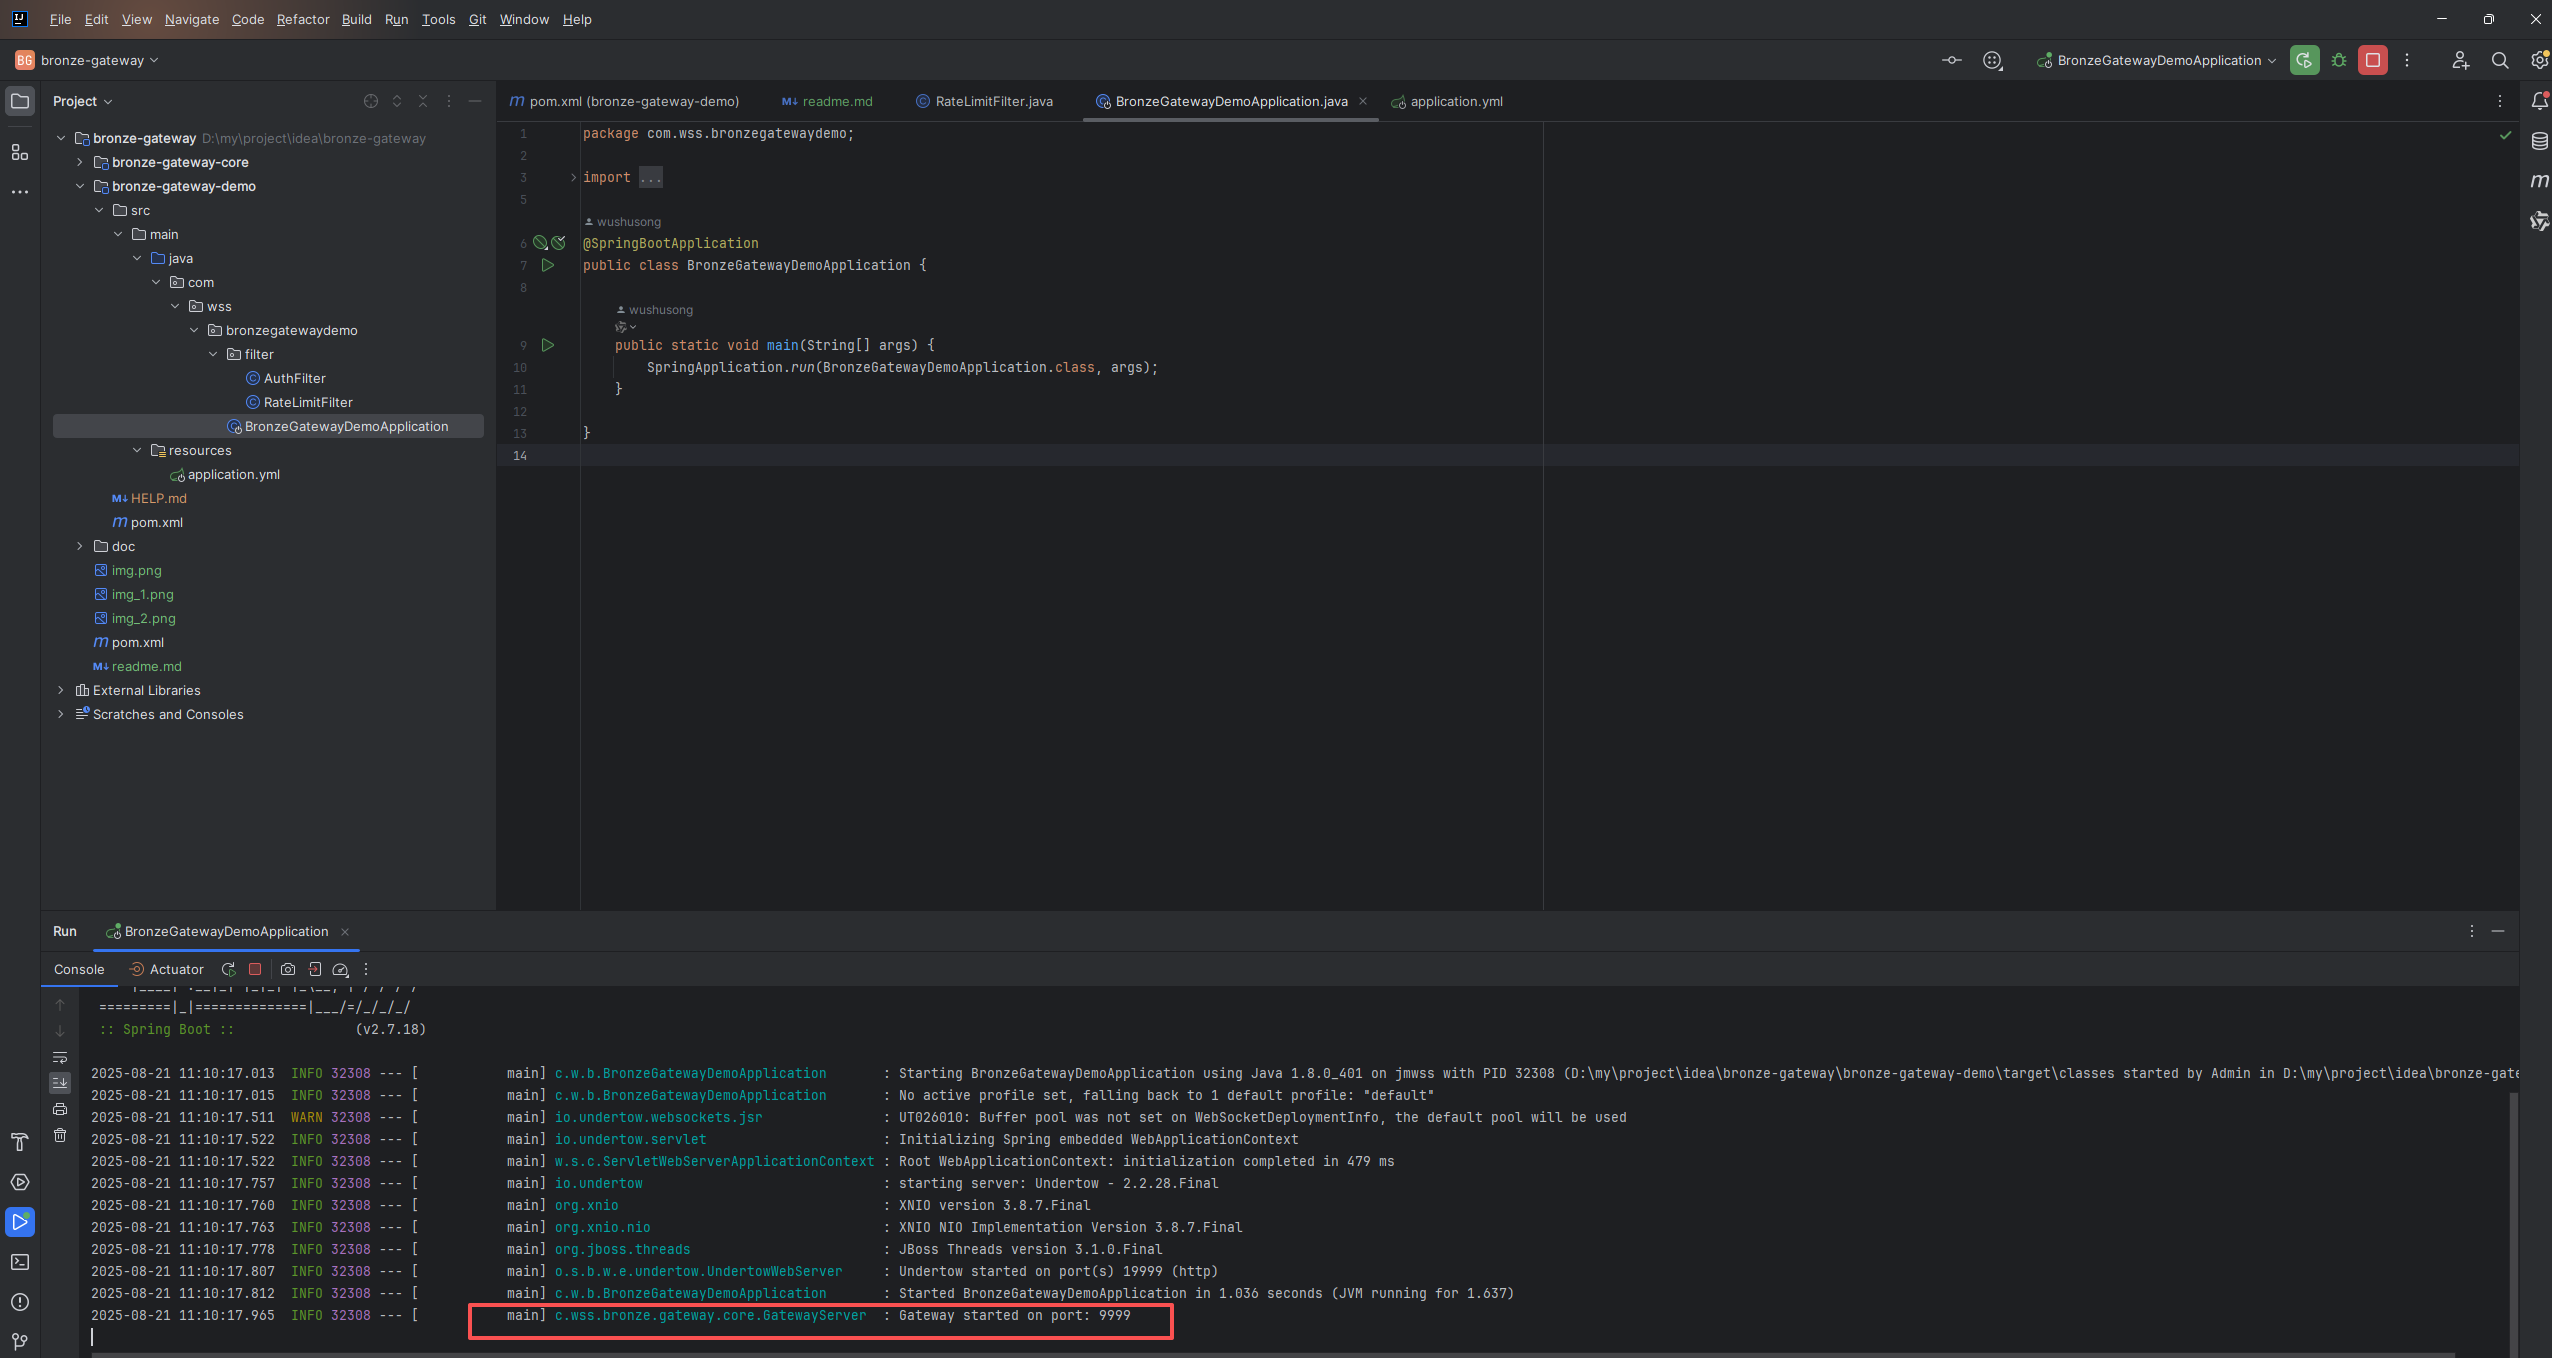 File Edit View Navigate Code Refactor Build Run Tools Git Window Help
BG bronze-gateway
BronzeGatewayDemoApplication
Project
pom.xml (bronze-gateway-demo)
readme.md
RateLimitFilter.java
BronzeGatewayDemoApplication.java
application.yml
bronze-gateway D:\my\project\idea\bronze-gateway
bronze-gateway-core
bronze-gateway-demo
src
main
java
com
wss
bronzegatewaydemo
filter
AuthFilter
RateLimitFilter
BronzeGatewayDemoApplication
resources
application.yml
HELP.md
pom.xml
doc
img.png
img_1.png
img_2.png
pom.xml
readme.md
External Libraries
Scratches and Consoles
1 package com.wss.bronzegatewaydemo;
2
3 import ...
5
wushusong
6 @SpringBootApplication
7 public class BronzeGatewayDemoApplication {
8
wushusong
9 public static void main(String[] args) {
10 SpringApplication.run(BronzeGatewayDemoApplication.class, args);
11 }
12
13 }
14
Run BronzeGatewayDemoApplication
Console Actuator
=========|_|==============|___/=/_/_/_/
:: Spring Boot :: (v2.7.18)
2025-08-21 11:10:17.013 INFO 32308 --- [ main] c.w.b.BronzeGatewayDemoApplication : Starting BronzeGatewayDemoApplication using Java 1.8.0_401 on jmwss with PID 32308 (D:\my\project\idea\bronze-gateway\bronze-gateway-demo\target\classes started by Admin in D:\my\project\idea\bronze-gate
2025-08-21 11:10:17.015 INFO 32308 --- [ main] c.w.b.BronzeGatewayDemoApplication : No active profile set, falling back to 1 default profile: "default"
2025-08-21 11:10:17.511 WARN 32308 --- [ main] io.undertow.websockets.jsr : UT026010: Buffer pool was not set on WebSocketDeploymentInfo, the default pool will be used
2025-08-21 11:10:17.522 INFO 32308 --- [ main] io.undertow.servlet : Initializing Spring embedded WebApplicationContext
2025-08-21 11:10:17.522 INFO 32308 --- [ main] w.s.c.ServletWebServerApplicationContext : Root WebApplicationContext: initialization completed in 479 ms
2025-08-21 11:10:17.757 INFO 32308 --- [ main] io.undertow : starting server: Undertow - 2.2.28.Final
2025-08-21 11:10:17.760 INFO 32308 --- [ main] org.xnio : XNIO version 3.8.7.Final
2025-08-21 11:10:17.763 INFO 32308 --- [ main] org.xnio.nio : XNIO NIO Implementation Version 3.8.7.Final
2025-08-21 11:10:17.778 INFO 32308 --- [ main] org.jboss.threads : JBoss Threads version 3.1.0.Final
2025-08-21 11:10:17.807 INFO 32308 --- [ main] o.s.b.w.e.undertow.UndertowWebServer : Undertow started on port(s) 19999 (http)
2025-08-21 11:10:17.812 INFO 32308 --- [ main] c.w.b.BronzeGatewayDemoApplication : Started BronzeGatewayDemoApplication in 1.036 seconds (JVM running for 1.637)
2025-08-21 11:10:17.965 INFO 32308 --- [ main] c.wss.bronze.gateway.core.GatewayServer : Gateway started on port: 9999